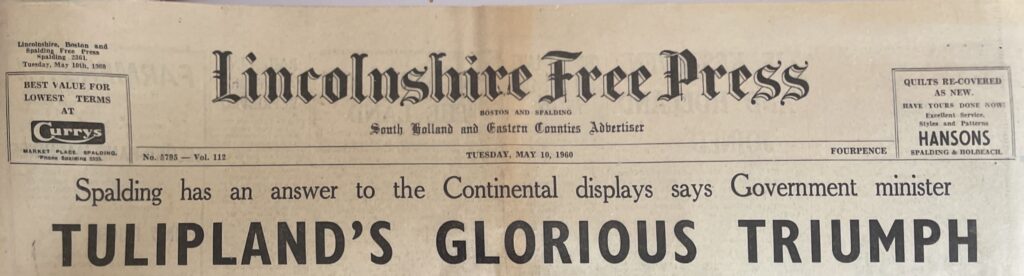 Lincolnshire, Boston and
Spalding Free Press
Spalding 2361.
Tuesday, May 10th, 1960
BEST VALUE FOR
LOWEST TERMS
AT
Currys
MARKET PLACE, SPALDING.
'Phone Spalding
Lincolnshire Free Press
BOSTON AND SPALDING
South Holland and Eastern Counties Advertiser
QUILTS RE-COVERED
AS NEW.
HAVE YOURS DONE NOW!
Excellent Service.
Styles and Patterns
HANSONS
SPALDING & HOLBEACH.
No. 5795 — Vol. 112
TUESDAY, MAY 10, 1960
FOURPENCE
Spalding has an answer to the Continental displays says Government minister
TULIPLAND'S GLORIOUS TRIUMPH